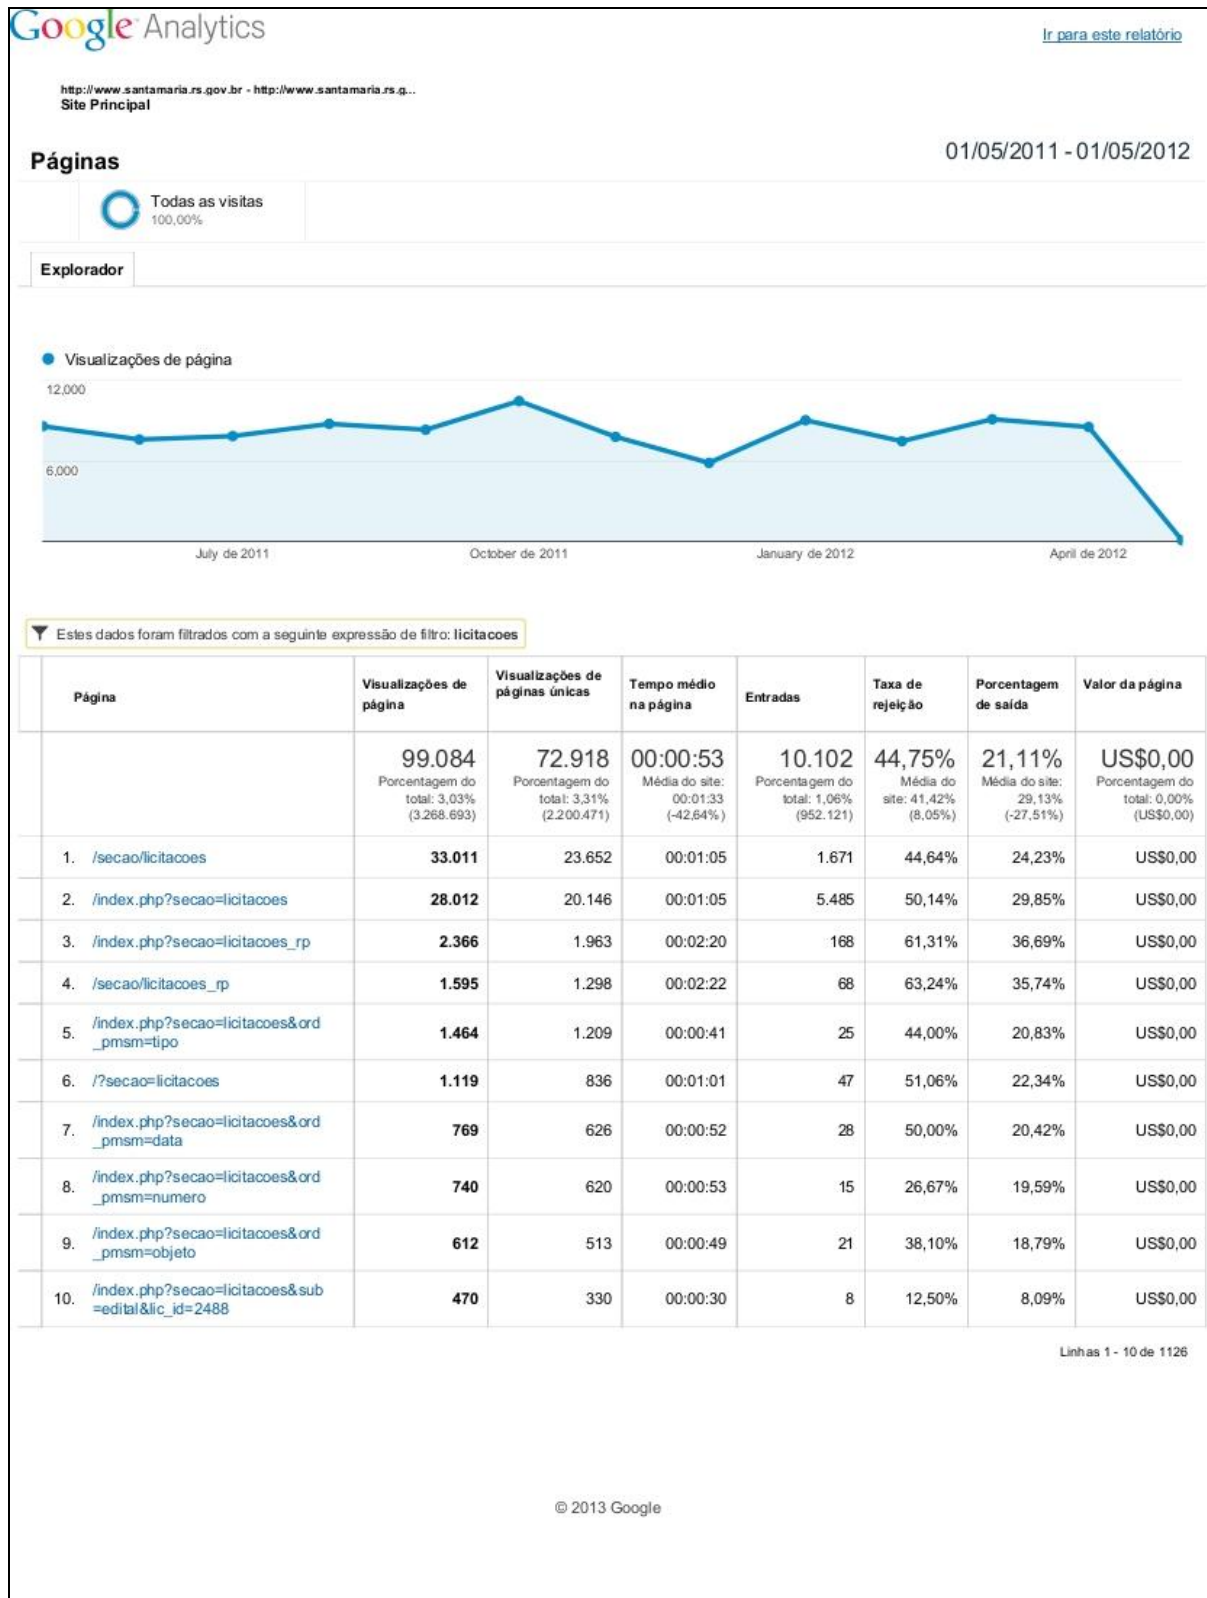 Google Analytics
Ir para este relatório
http://www.santamaria.rs.gov.br - http://www.santamaria.rs.g...
Site Principal
Páginas
01/05/2011 - 01/05/2012
Todas as visitas
100,00%
Explorador
Visualizações de página
12,000
6,000
July de 2011 October de 2011 January de 2012 April de 2012
Estes dados foram filtrados com a seguinte expressão de filtro: licitacoes
Página Visualizações de página Visualizações de páginas únicas Tempo médio na página Entradas Taxa de rejeição Porcentagem de saída Valor da página
99.084 72.918 00:00:53 10.102 44,75% 21,11% US$0,00
Porcentagem do Porcentagem do Média do site: Porcentagem do Média do Média do site: Porcentagem do
total: 3,03% total: 3,31% 00:01:33 total: 1,06% site: 41,42% 29,13% total: 0,00%
(3.268.693) (2.200.471) (-42,64%) (952.121) (8,05%) (-27,51%) (US$0,00)
1. /secao/licitacoes 33.011 23.652 00:01:05 1.671 44,64% 24,23% US$0,00
2. /index.php?secao=licitacoes 28.012 20.146 00:01:05 5.485 50,14% 29,85% US$0,00
3. /index.php?secao=licitacoes_rp 2.366 1.963 00:02:20 168 61,31% 36,69% US$0,00
4. /secao/licitacoes_rp 1.595 1.298 00:02:22 68 63,24% 35,74% US$0,00
5. /index.php?secao=licitacoes&ord
_pmsm=tipo 1.464 1.209 00:00:41 25 44,00% 20,83% US$0,00
6. /?secao=licitacoes 1.119 836 00:01:01 47 51,06% 22,34% US$0,00
7. /index.php?secao=licitacoes&ord
_pmsm=data 769 626 00:00:52 28 50,00% 20,42% US$0,00
8. /index.php?secao=licitacoes&ord
_pmsm=numero 740 620 00:00:53 15 26,67% 19,59% US$0,00
9. /index.php?secao=licitacoes&ord
_pmsm=objeto 612 513 00:00:49 21 38,10% 18,79% US$0,00
10. /index.php?secao=licitacoes&sub
=edital&lic_id=2488 470 330 00:00:30 8 12,50% 8,09% US$0,00
Linhas 1 - 10 de 1126
© 2013 Google